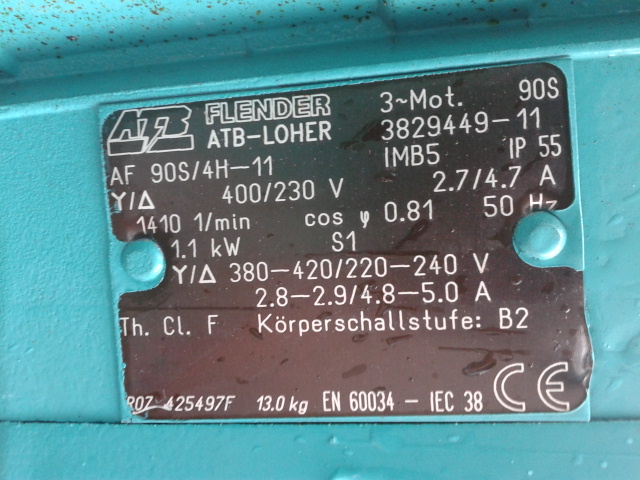 ATB FLENDER 3~Mot. 90S
ATB-LOHER 3829449-11
AF 90S/4H-11 IMB5 IP 55
Y/Δ 400/230 V 2.7/4.7 A
1410 1/min cos φ 0.81 50 Hz
1.1 kW S1
Y/Δ 380-420/220-240 V
2.8-2.9/4.8-5.0 A
Th. Cl. F Körperschallstufe: B2
425497F 13.0 kg EN 60034 - IEC 38 CE